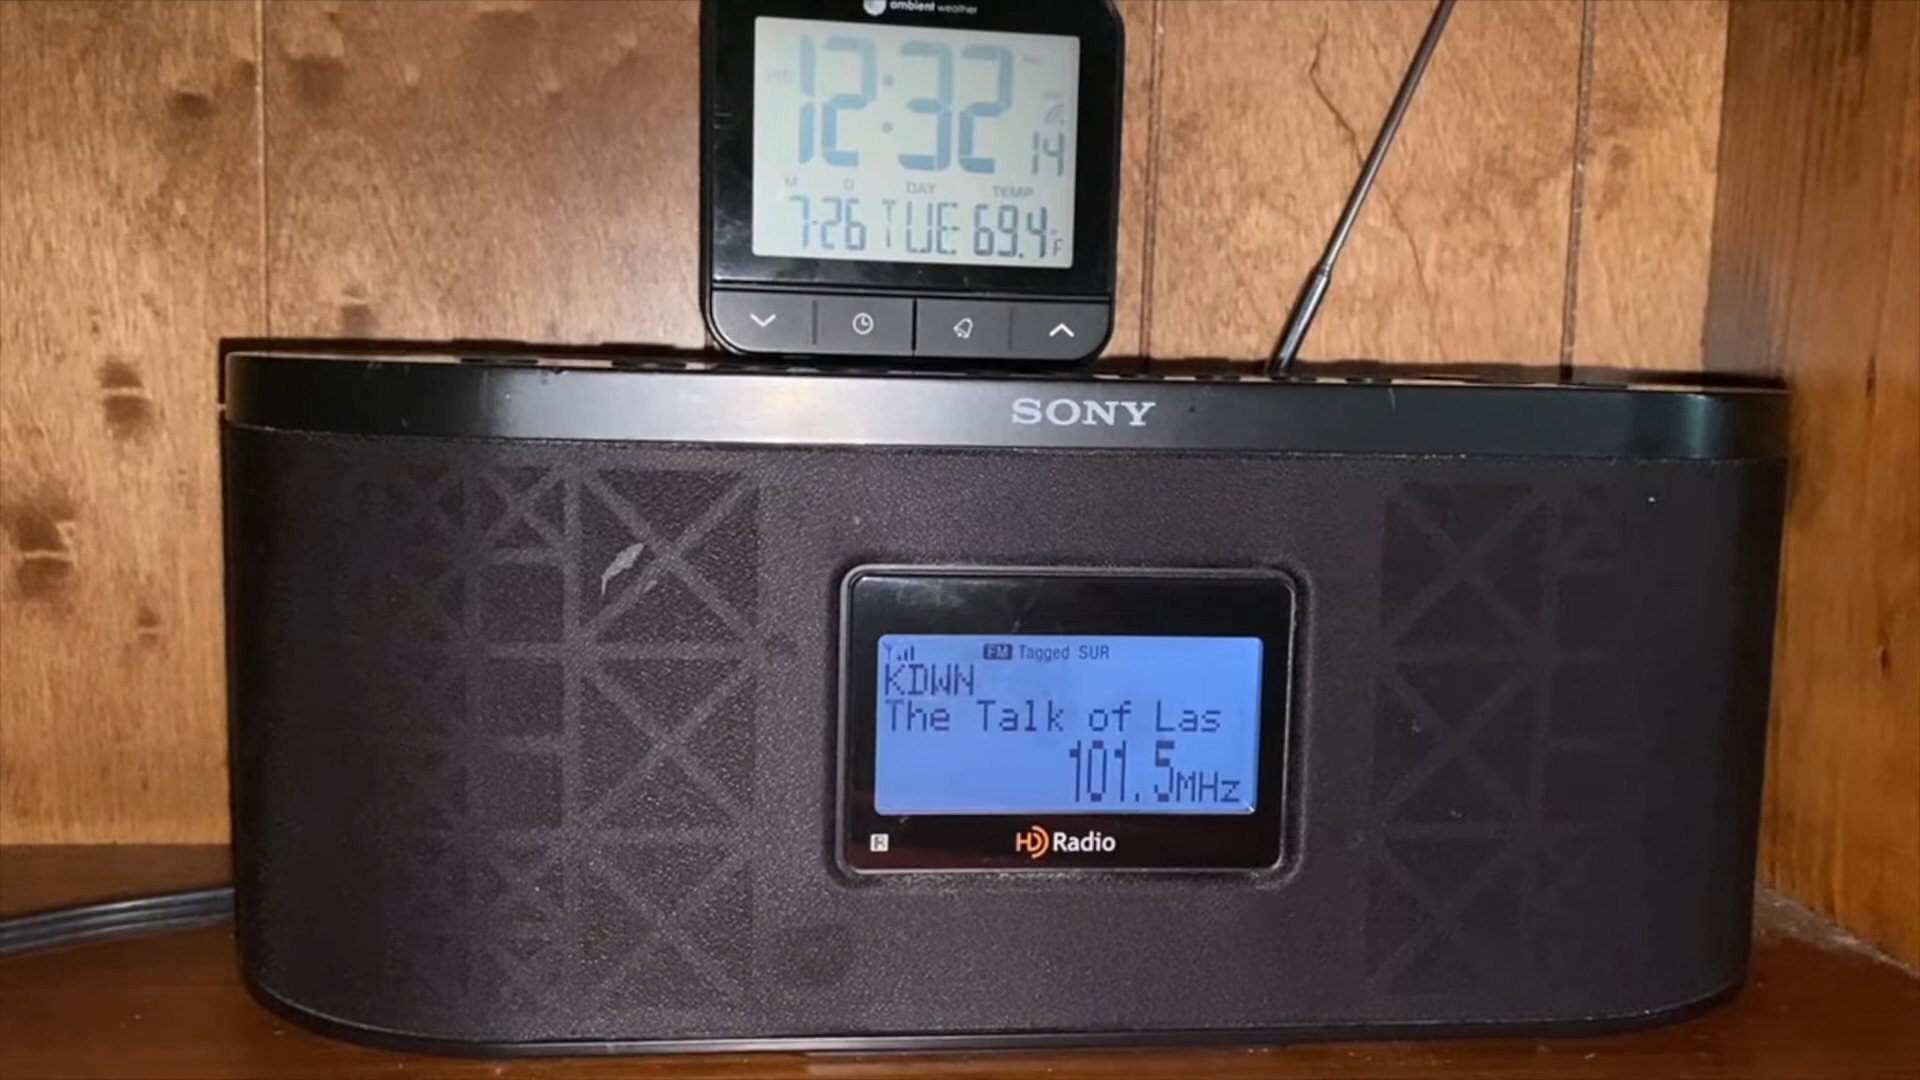 ambient weather
12:32
14
M D DAY TEMP
7-26 TUE 69.4°F
SONY
FM Tagged SUR
KDWN
The Talk of Las
101.5MHz
HD Radio